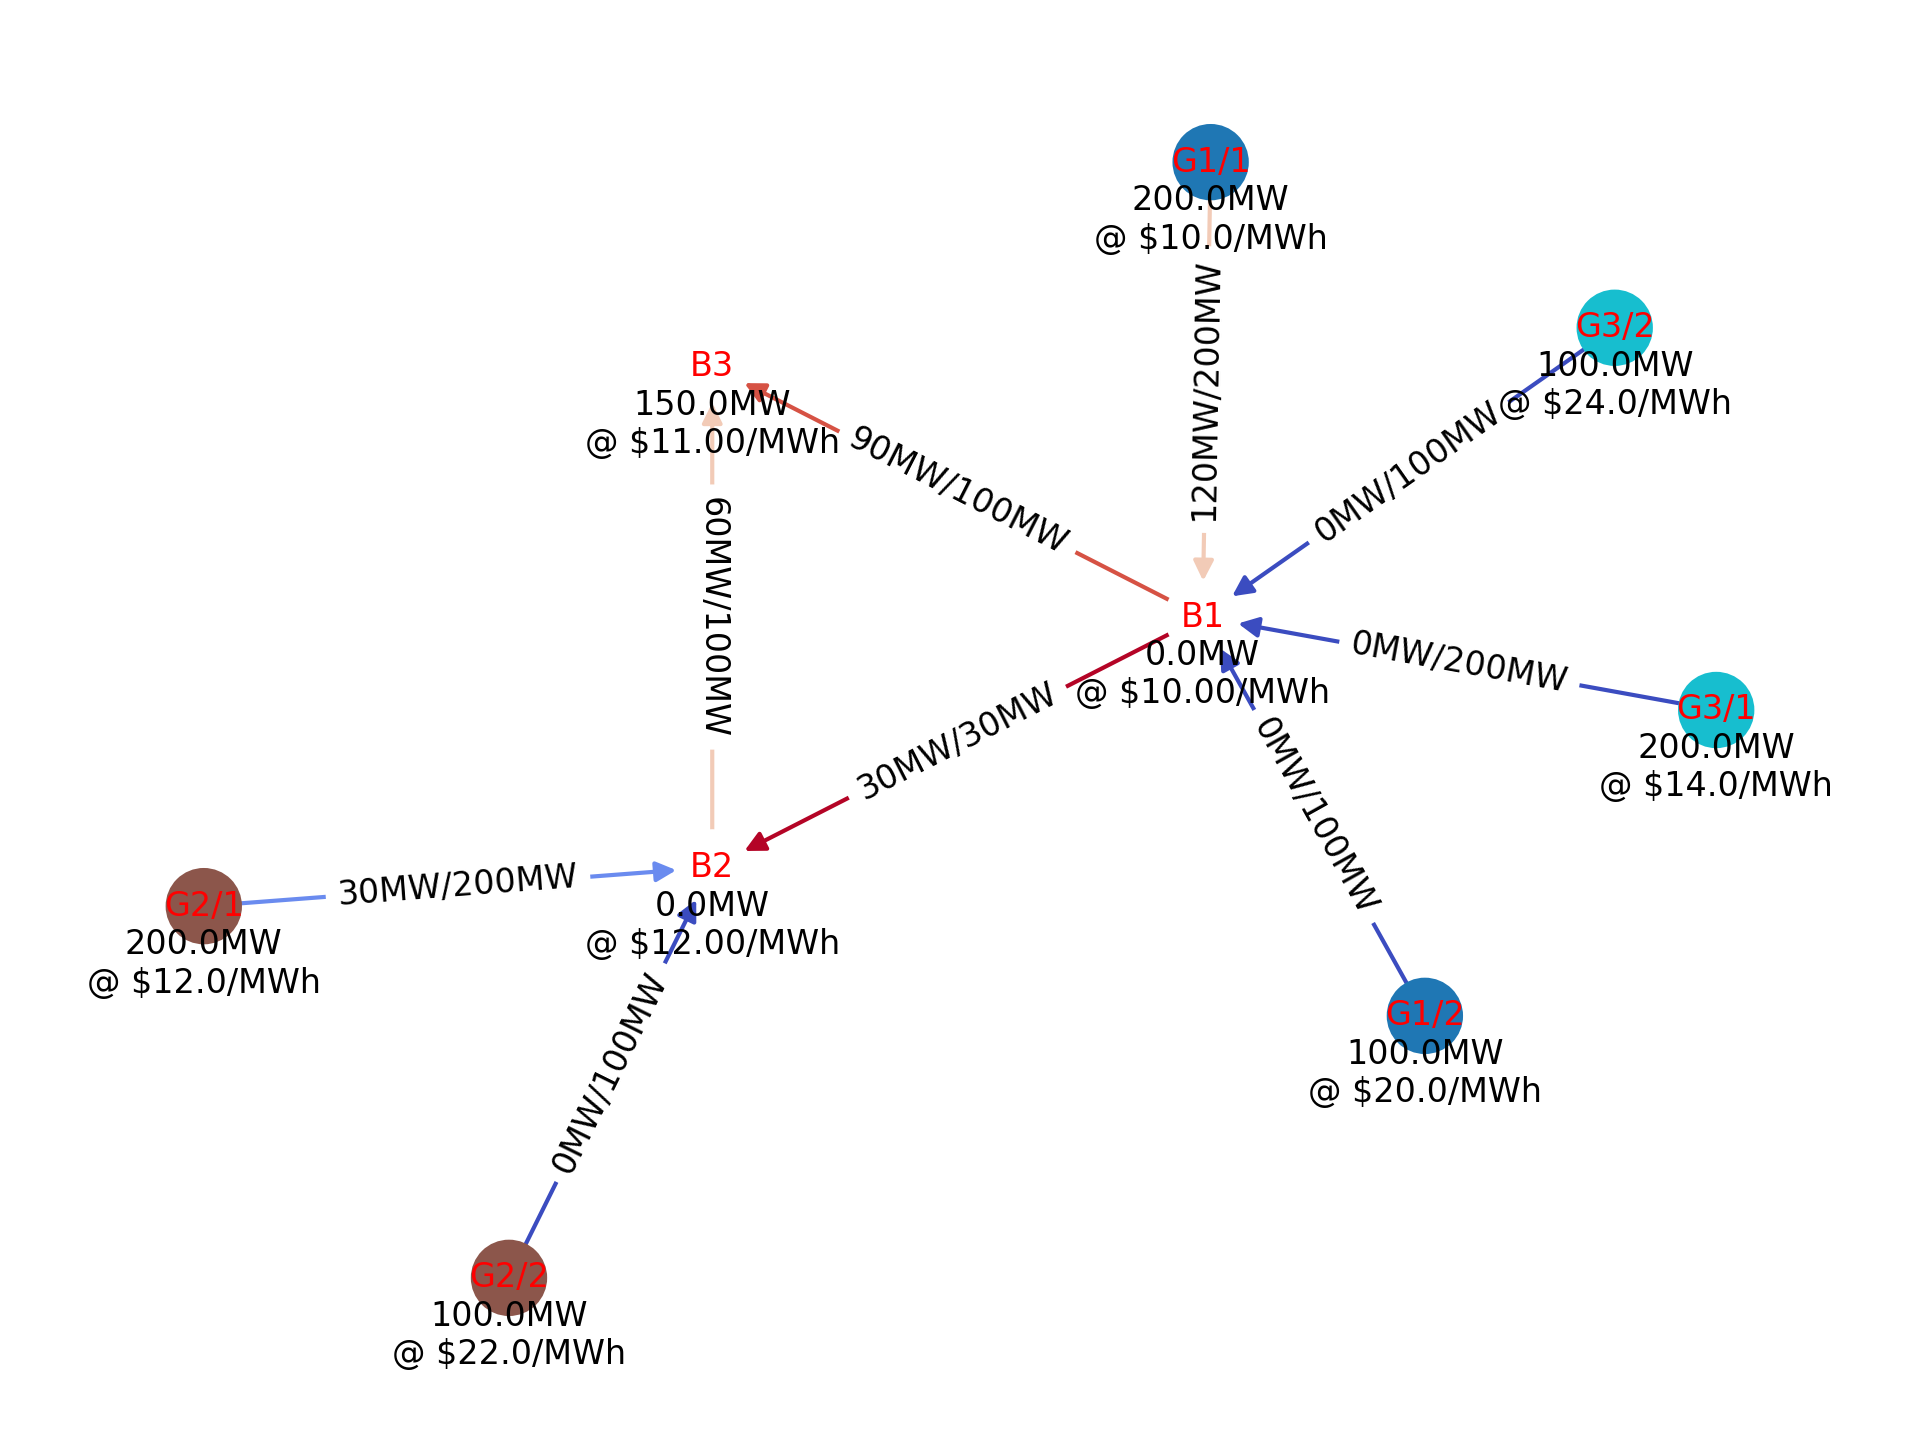 G1/1
200.0MW
@ $10.0/MWh
120MW/200MW
G3/2
100.0MW
@ $24.0/MWh
0MW/100MW
B3
150.0MW
@ $11.00/MWh
90MW/100MW
60MW/100MW
B1
0.0MW
@ $10.00/MWh
0MW/200MW
G3/1
200.0MW
@ $14.0/MWh
30MW/30MW
0MW/100MW
B2
0.0MW
@ $12.00/MWh
30MW/200MW
G2/1
200.0MW
@ $12.0/MWh
G1/2
100.0MW
@ $20.0/MWh
0MW/100MW
G2/2
100.0MW
@ $22.0/MWh